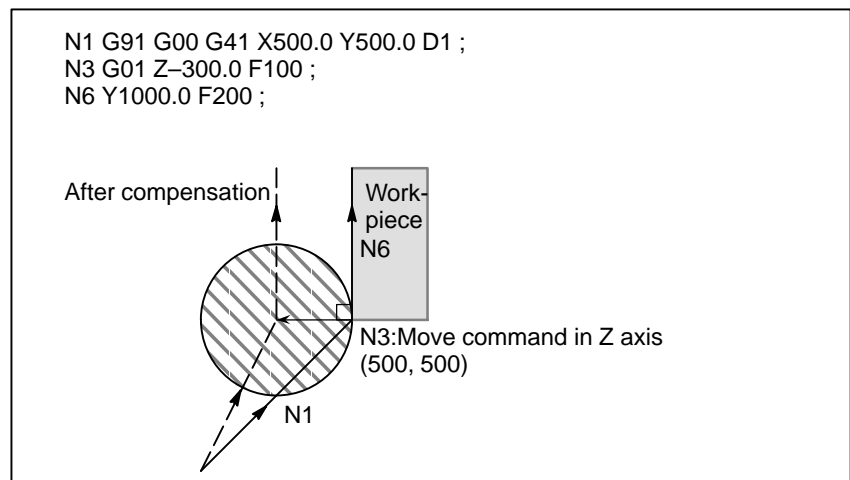 N1 G91 G00 G41 X500.0 Y500.0 D1 ;
N3 G01 Z–300.0 F100 ;
N6 Y1000.0 F200 ;
After compensation
Work-
piece
N6
N3:Move command in Z axis
(500, 500)
N1